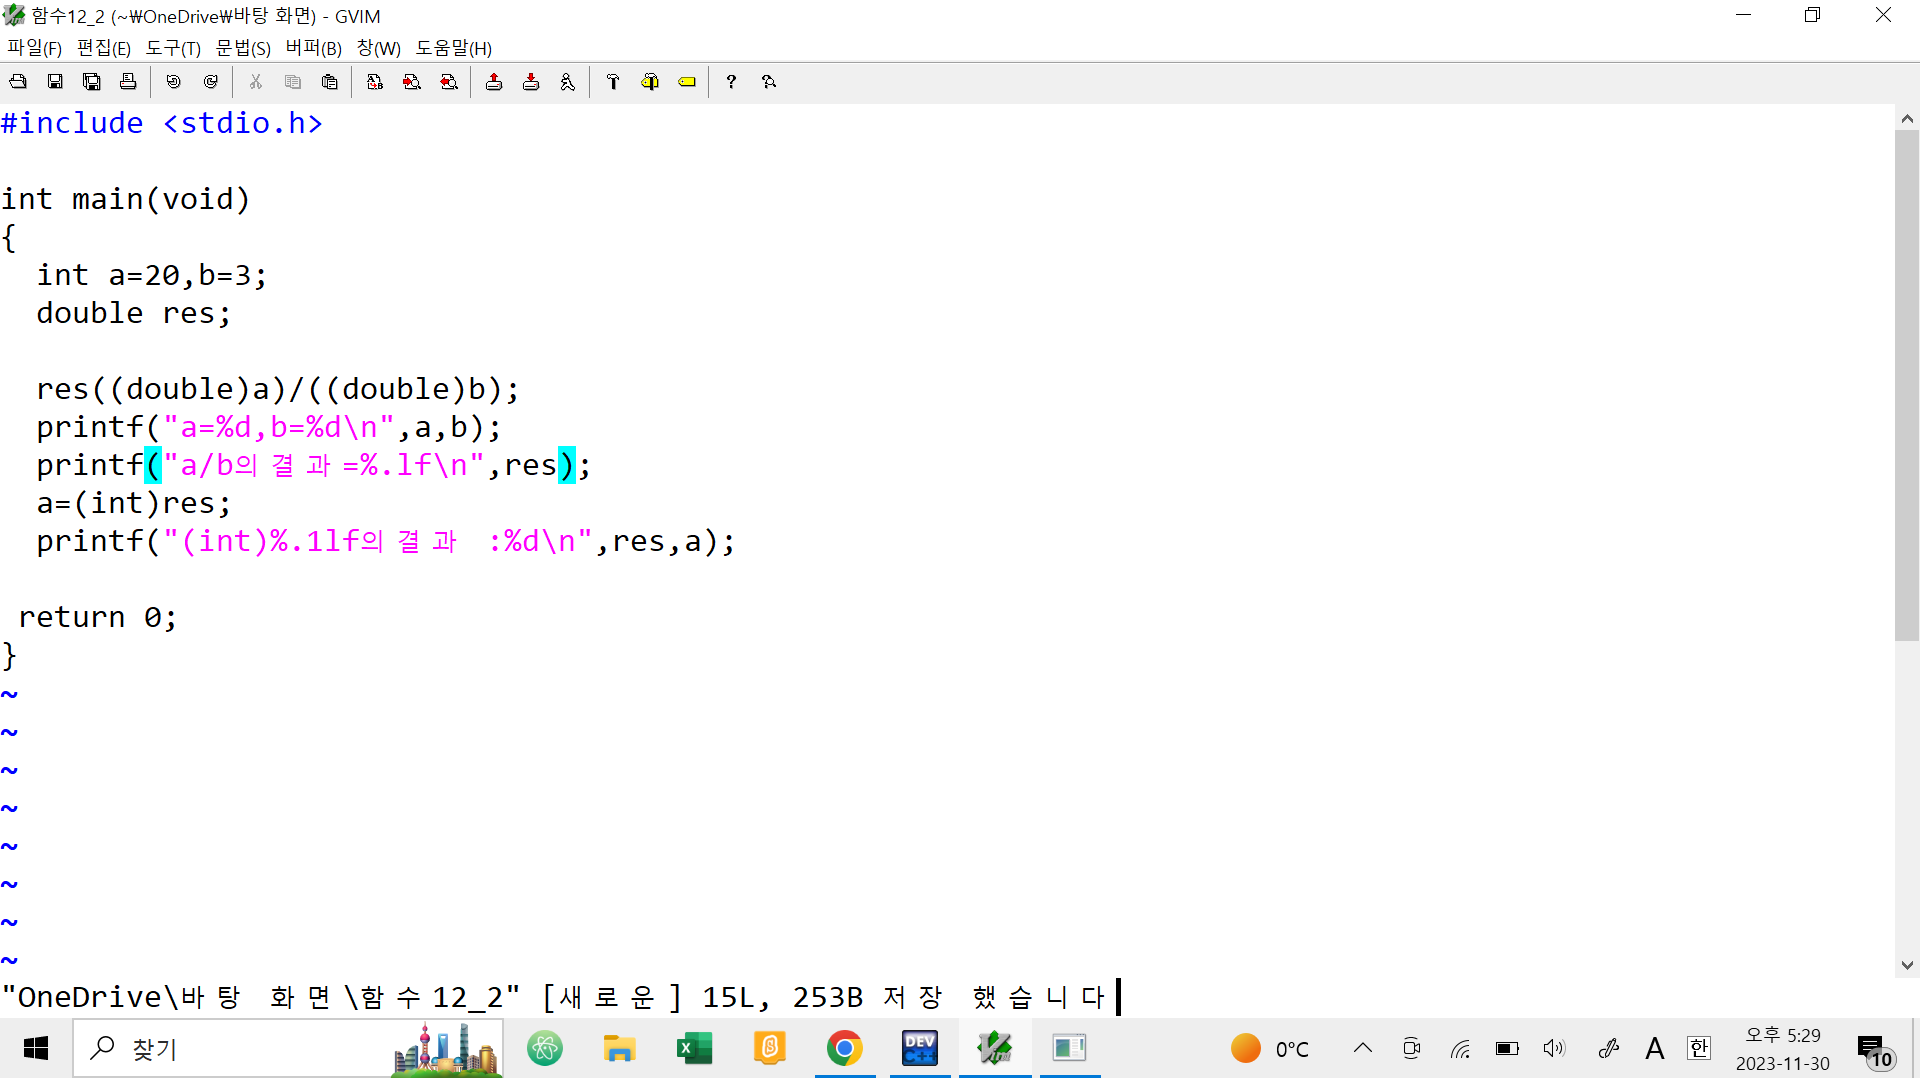 함수12_2 (~₩OneDrive₩바탕 화면) - GVIM
파일(F) 편집(E) 도구(T) 문법(S) 버퍼(B) 창(W) 도움말(H)
#include <stdio.h>
int main(void)
{
int a=20,b=3;
double res;
res((double)a)/((double)b);
printf("a=%d,b=%d\n",a,b);
printf("a/b의 결과=%.lf\n",res);
a=(int)res;
printf("(int)%.1lf의 결과 :%d\n",res,a);
return 0;
}
~
~
~
~
~
~
~
~
"OneDrive\바탕 화면\함수12_2" [새로운] 15L, 253B 저장 했습니다
찾기
DEV C++
Vim
0°C
A
한
오후 5:29
2023-11-30
10